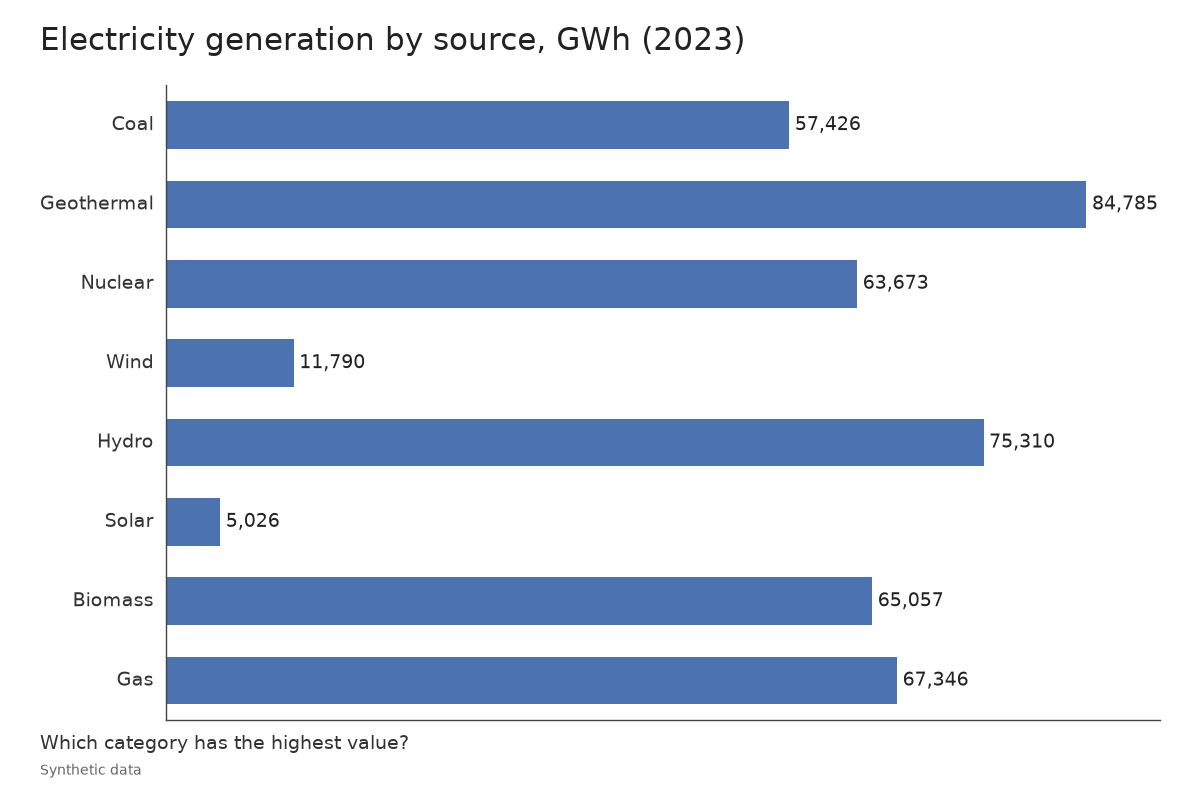 Electricity generation by source, GWh (2023)
Coal 57,426
Geothermal 84,785
Nuclear 63,673
Wind 11,790
Hydro 75,310
Solar 5,026
Biomass 65,057
Gas 67,346
Which category has the highest value?
Synthetic data